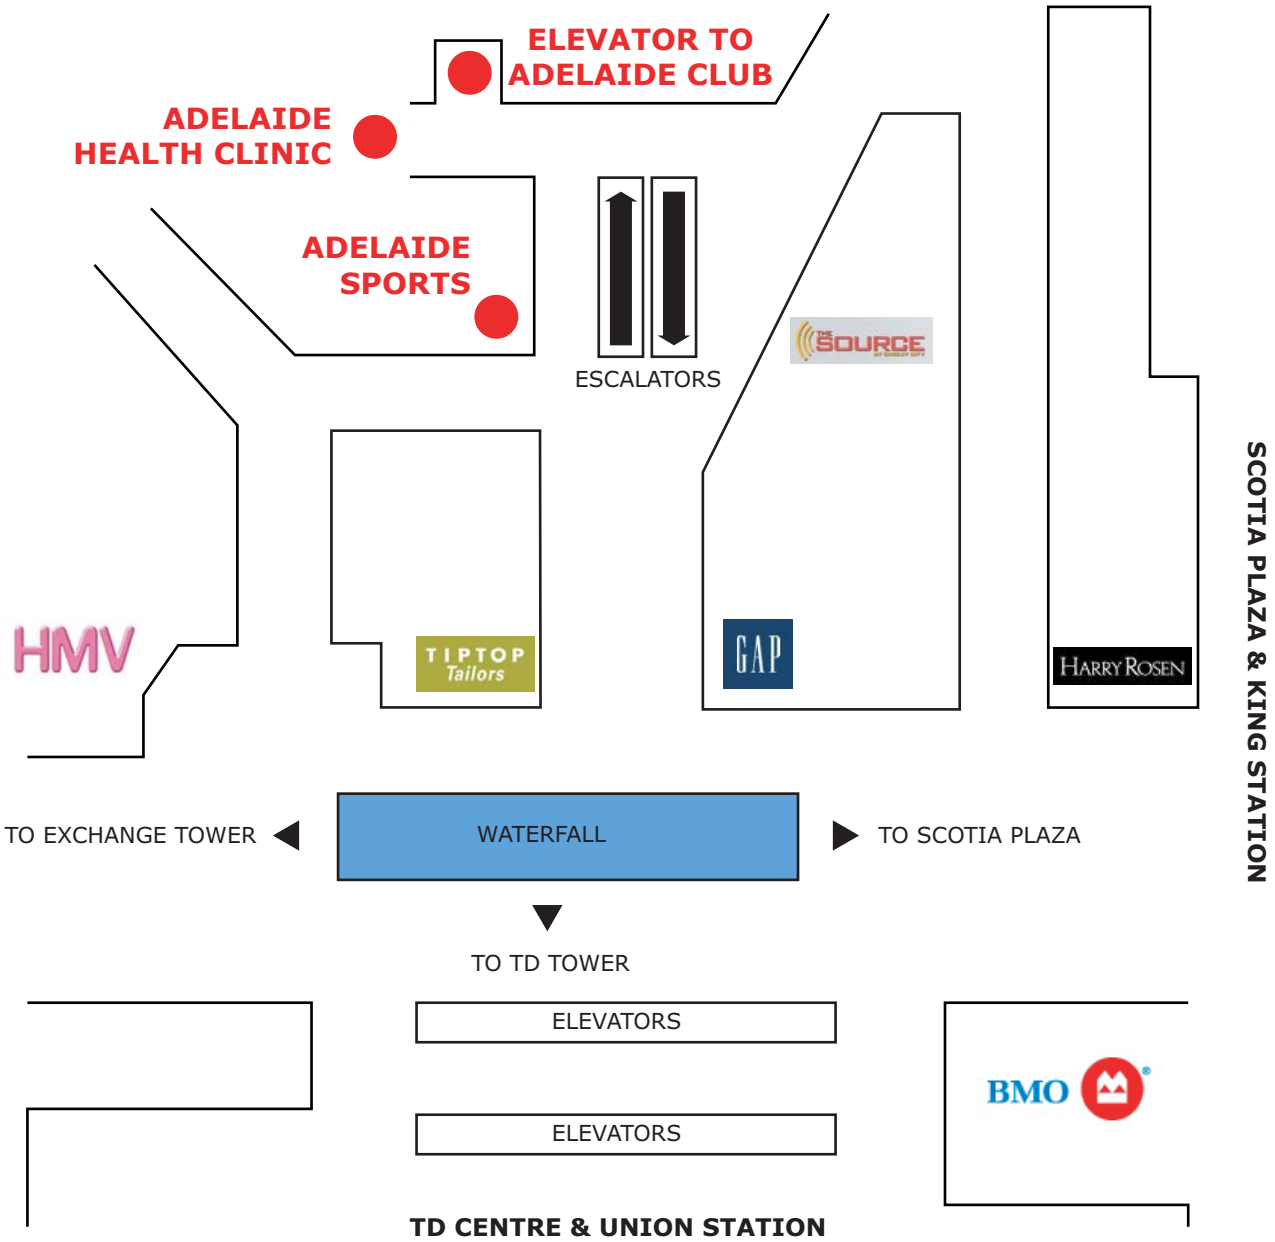 ELEVATOR TO
ADELAIDE CLUB
ADELAIDE
HEALTH CLINIC
ADELAIDE
SPORTS
THE
SOURCE
ESCALATORS
HMV
TIPTOP
Tailors
GAP
HARRY ROSEN
SCOTIA PLAZA & KING STATION
TO EXCHANGE TOWER
WATERFALL
TO SCOTIA PLAZA
TO TD TOWER
ELEVATORS
BMO
ELEVATORS
TD CENTRE & UNION STATION